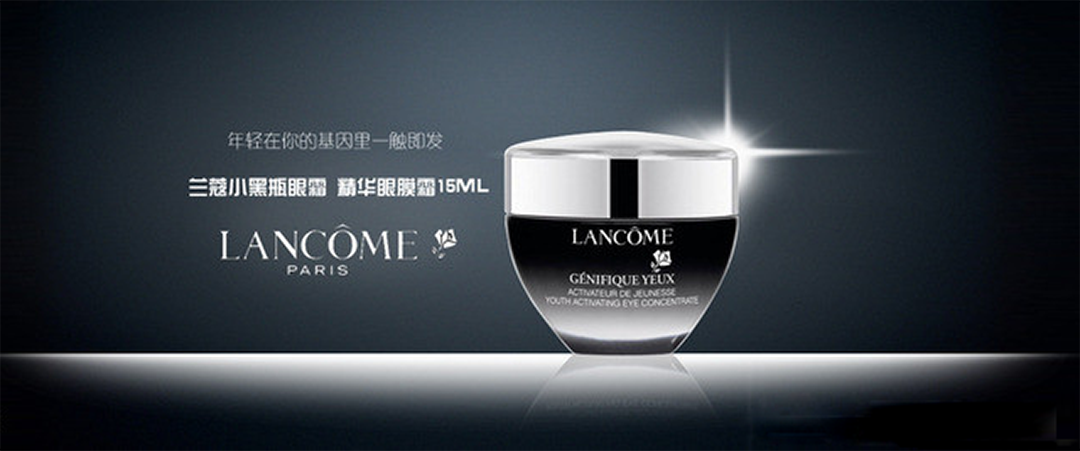 年轻在你的基因里一触即发
兰蔻小黑瓶眼霜 精华眼膜霜15ML
LANCÔME
PARIS
LANCÔME
GÉNIFIQUE YEUX
ACTIVATEUR DE JEUNESSE
YOUTH ACTIVATING EYE CONCENTRATE